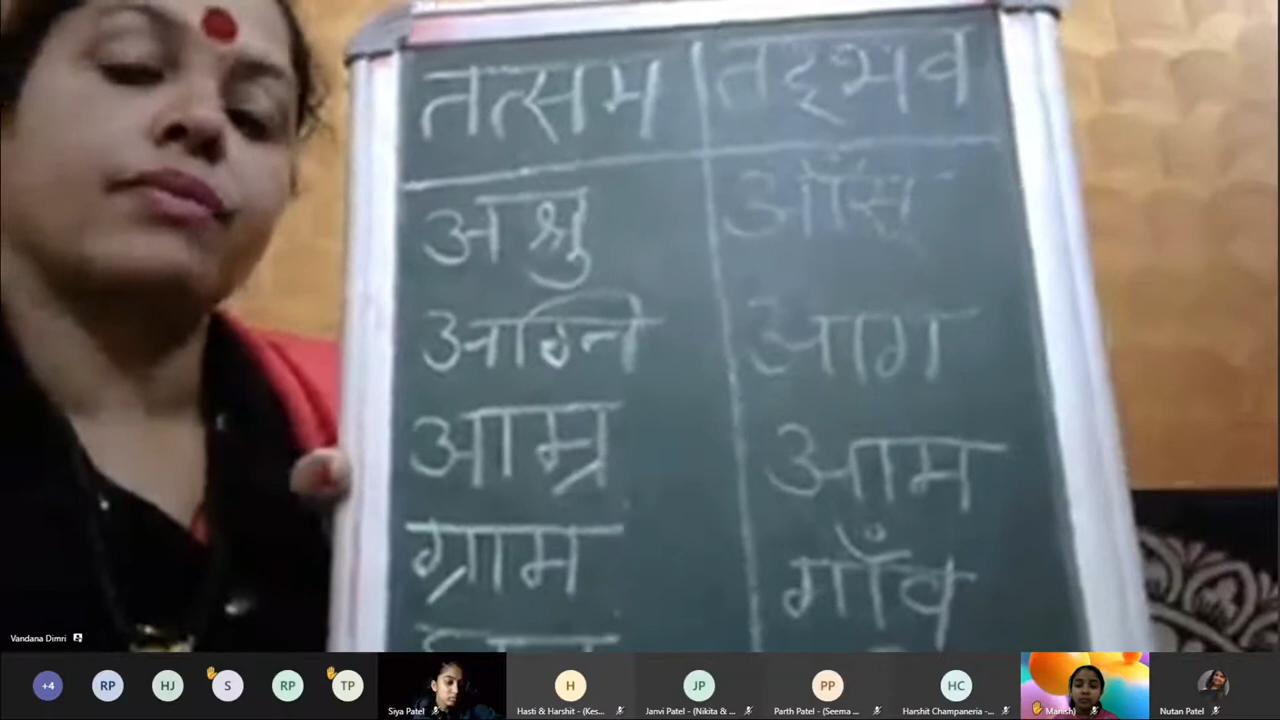 तत्सम तद्भव
अश्रु आँसू
अग्नि आग
आम्र आम
ग्राम गाँव
Vandana Dimri
+4 RP HJ S RP TP H JP PP HC
Siya Patel Hasti & Harshit - (Kes... Janvi Patel - (Nikita & ... Parth Patel - (Seema ... Harshit Champaneria -... Manish) Nutan Patel